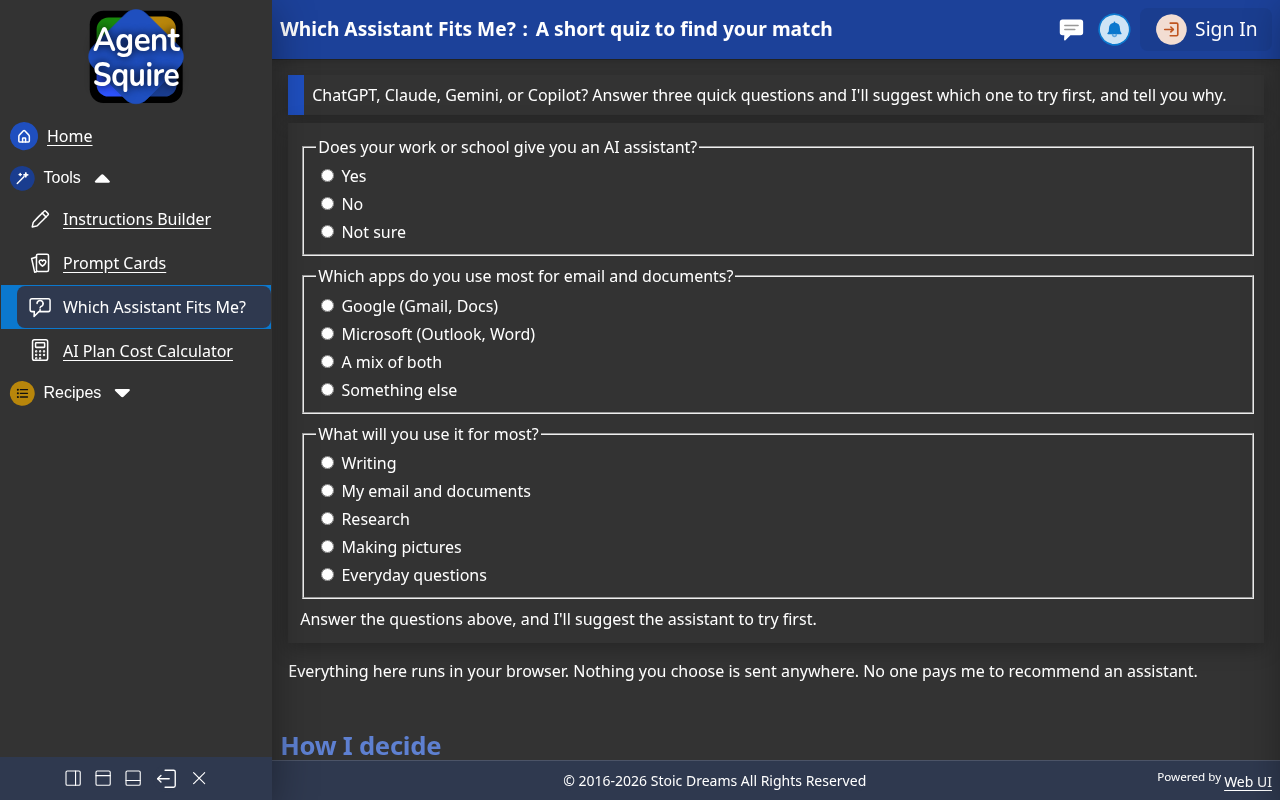 Agent
Squire
Home
Tools
Instructions Builder
Prompt Cards
Which Assistant Fits Me?
AI Plan Cost Calculator
Recipes
Which Assistant Fits Me? : A short quiz to find your match
Sign In
ChatGPT, Claude, Gemini, or Copilot? Answer three quick questions and I'll suggest which one to try first, and tell you why.
Does your work or school give you an AI assistant?
Yes
No
Not sure
Which apps do you use most for email and documents?
Google (Gmail, Docs)
Microsoft (Outlook, Word)
A mix of both
Something else
What will you use it for most?
Writing
My email and documents
Research
Making pictures
Everyday questions
Answer the questions above, and I'll suggest the assistant to try first.
Everything here runs in your browser. Nothing you choose is sent anywhere. No one pays me to recommend an assistant.
How I decide
© 2016-2026 Stoic Dreams All Rights Reserved
Powered by Web UI